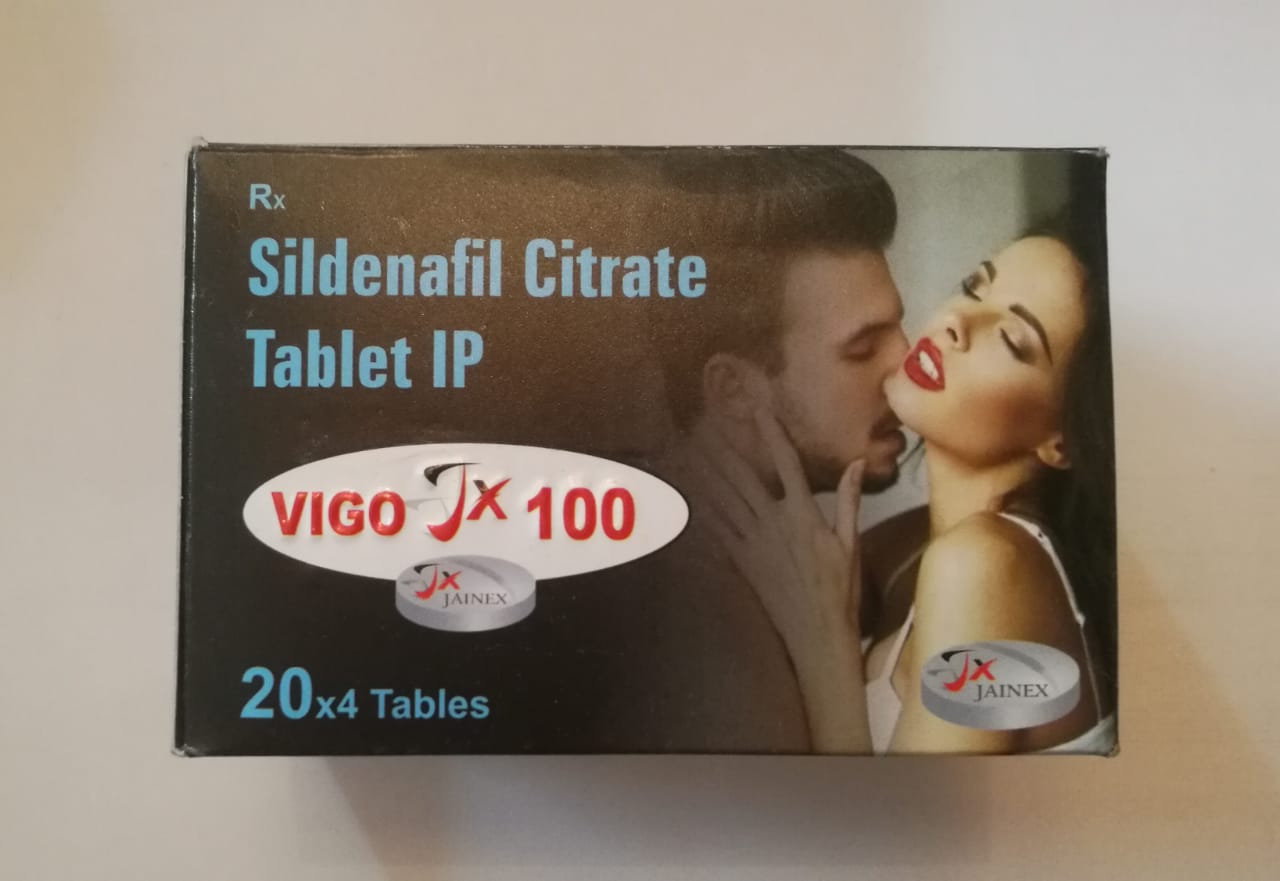 Rx
Sildenafil Citrate
Tablet IP
VIGO Jx 100
Jx
JAINEX
20x4 Tables
Jx
JAINEX